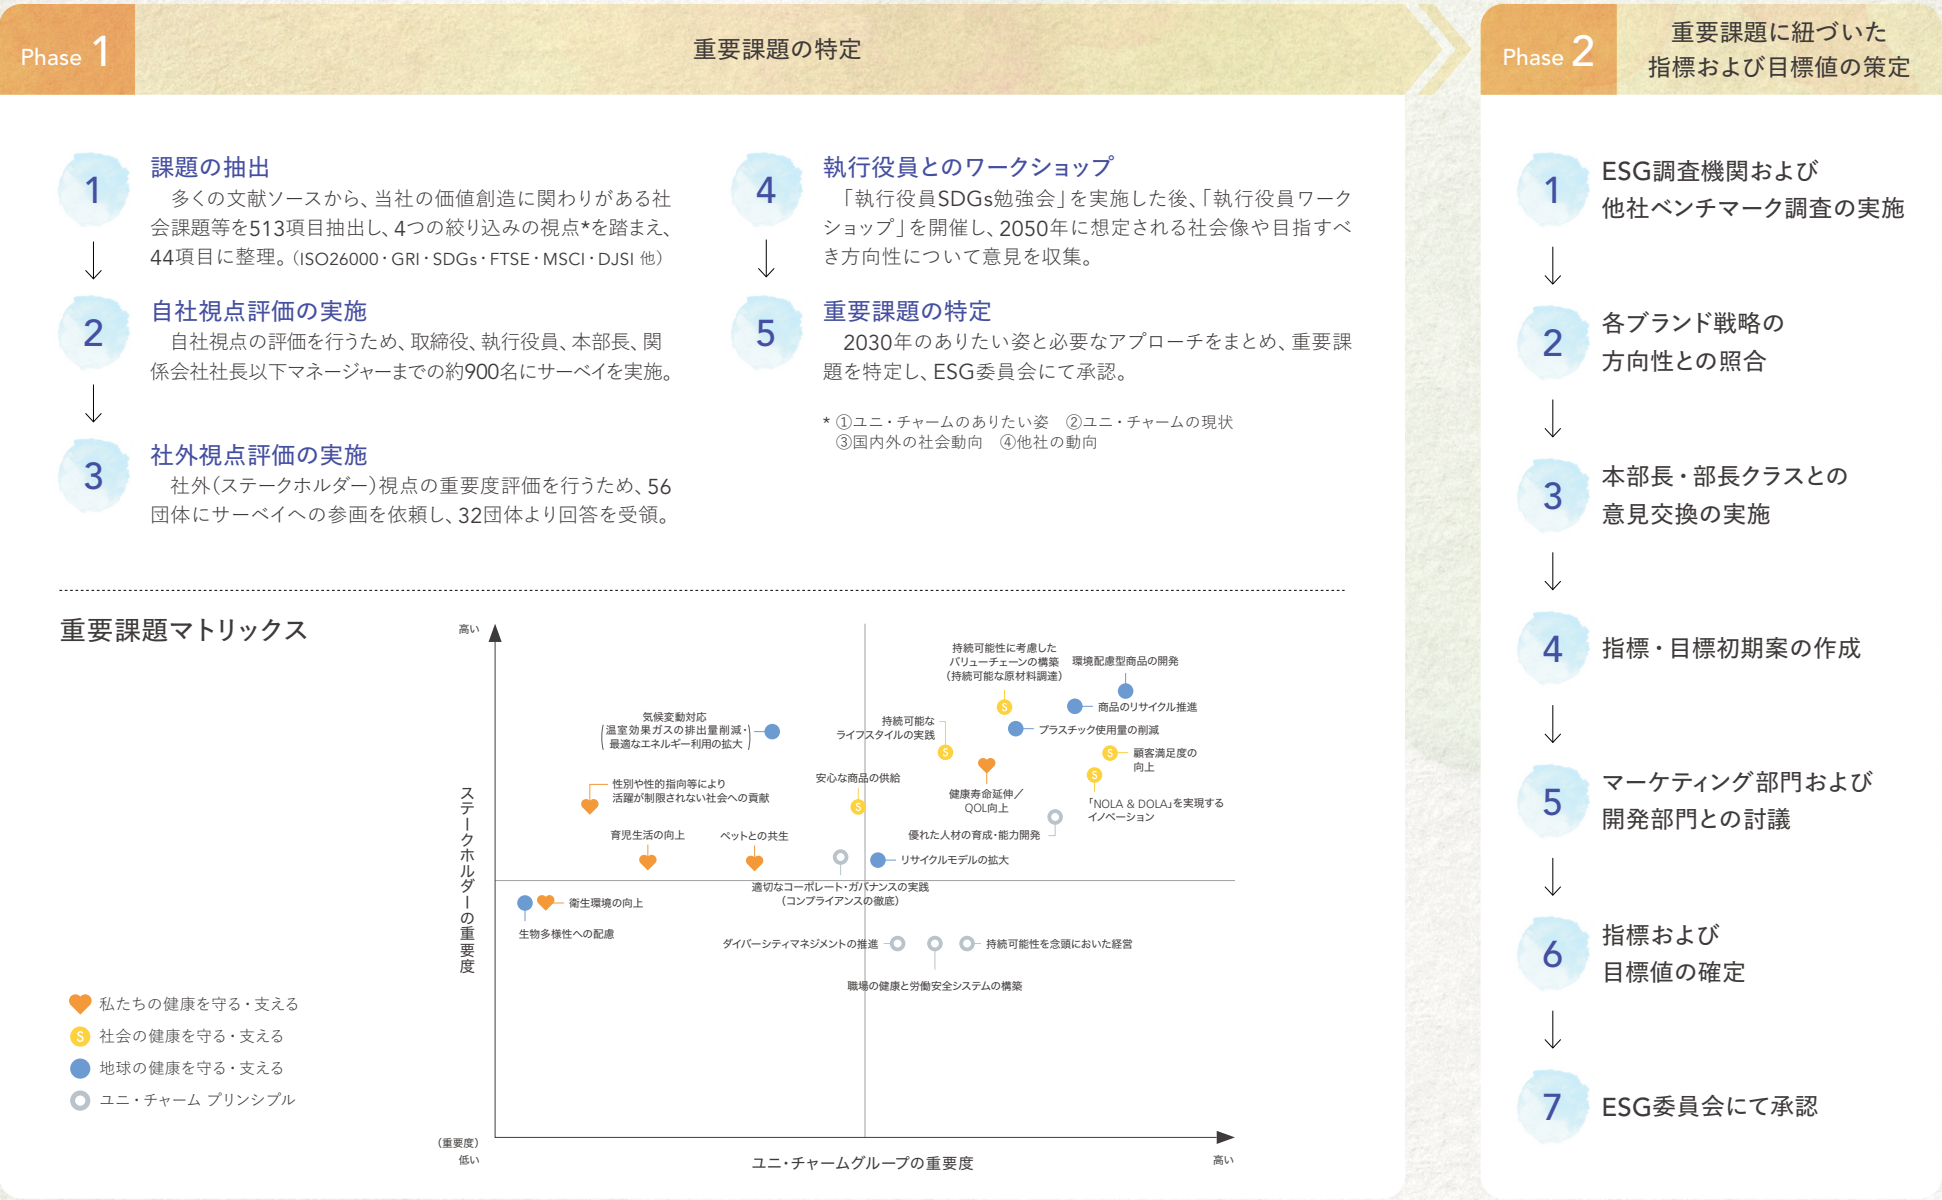 Phase 1
重要課題の特定
1
課題の抽出
多くの文献ソースから、当社の価値創造に関わりがある社
会課題等を513項目抽出し、4つの絞り込みの視点*を踏まえ、
44項目に整理。（ISO26000・GRI・SDGs・FTSE・MSCI・DJSI 他）
2
自社視点評価の実施
自社視点の評価を行うため、取締役、執行役員、本部長、関
係会社社長以下マネージャーまでの約900名にサーベイを実施。
3
社外視点評価の実施
社外（ステークホルダー）視点の重要度評価を行うため、56
団体にサーベイへの参画を依頼し、32団体より回答を受領。
4
執行役員とのワークショップ
「執行役員SDGs勉強会」を実施した後、「執行役員ワーク
ショップ」を開催し、2050年に想定される社会像や目指すべ
き方向性について意見を収集。
5
重要課題の特定
2030年のありたい姿と必要なアプローチをまとめ、重要課
題を特定し、ESG委員会にて承認。
* ①ユニ・チャームのありたい姿 ②ユニ・チャームの現状
③国内外の社会動向 ④他社の動向
重要課題マトリックス
高い
ステークホルダーの重要度
持続可能性に考慮した
バリューチェーンの構築
（持続可能な原材料調達）
環境配慮型商品の開発
S
商品のリサイクル推進
気候変動対応
（温室効果ガスの排出量削減・
最適なエネルギー利用の拡大）
持続可能な
ライフスタイルの実践
S
プラスチック使用量の削減
S
顧客満足度の
向上
性別や性的指向等により
活躍が制限されない社会への貢献
安心な商品の供給
S
健康寿命延伸／
QOL向上
S
「NOLA & DOLA」を実現する
イノベーション
育児生活の向上
ペットとの共生
優れた人材の育成・能力開発
リサイクルモデルの拡大
適切なコーポレート・ガバナンスの実践
（コンプライアンスの徹底）
衛生環境の向上
生物多様性への配慮
ダイバーシティマネジメントの推進
持続可能性を念頭においた経営
職場の健康と労働安全システムの構築
私たちの健康を守る・支える
S 社会の健康を守る・支える
地球の健康を守る・支える
ユニ・チャーム プリンシプル
（重要度）
低い
ユニ・チャームグループの重要度
高い
Phase 2
重要課題に紐づいた
指標および目標値の策定
1
ESG調査機関および
他社ベンチマーク調査の実施
2
各ブランド戦略の
方向性との照合
3
本部長・部長クラスとの
意見交換の実施
4
指標・目標初期案の作成
5
マーケティング部門および
開発部門との討議
6
指標および
目標値の確定
7
ESG委員会にて承認